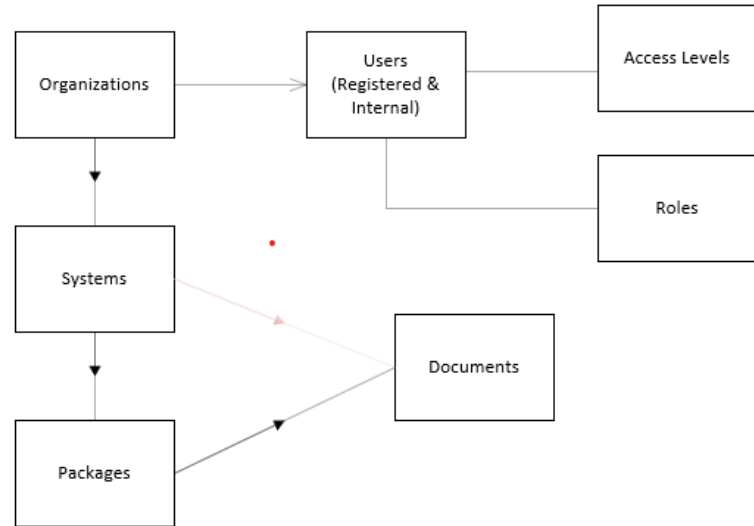 Organizations
Users
(Registered &
Internal)
Access Levels
Roles
Systems
Documents
Packages